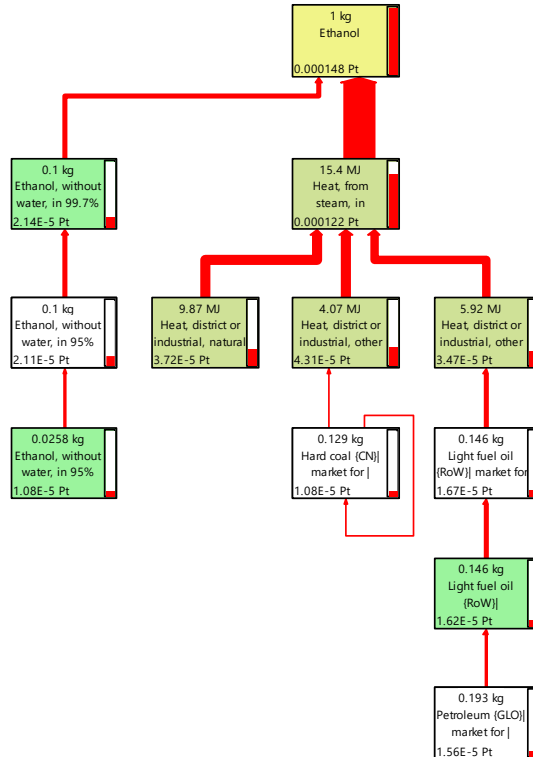 1 kg
Ethanol
0.000148 Pt
0.1 kg
Ethanol, without
water, in 99.7%
2.14E-5 Pt
15.4 MJ
Heat, from
steam, in
0.000122 Pt
0.1 kg
Ethanol, without
water, in 95%
2.11E-5 Pt
9.87 MJ
Heat, district or
industrial, natural
3.72E-5 Pt
4.07 MJ
Heat, district or
industrial, other
4.31E-5 Pt
5.92 MJ
Heat, district or
industrial, other
3.47E-5 Pt
0.0258 kg
Ethanol, without
water, in 95%
1.08E-5 Pt
0.129 kg
Hard coal {CN}|
market for |
1.08E-5 Pt
0.146 kg
Light fuel oil
{RoW}| market for
1.67E-5 Pt
0.146 kg
Light fuel oil
{RoW}|
1.62E-5 Pt
0.193 kg
Petroleum {GLO}|
market for |
1.56E-5 Pt